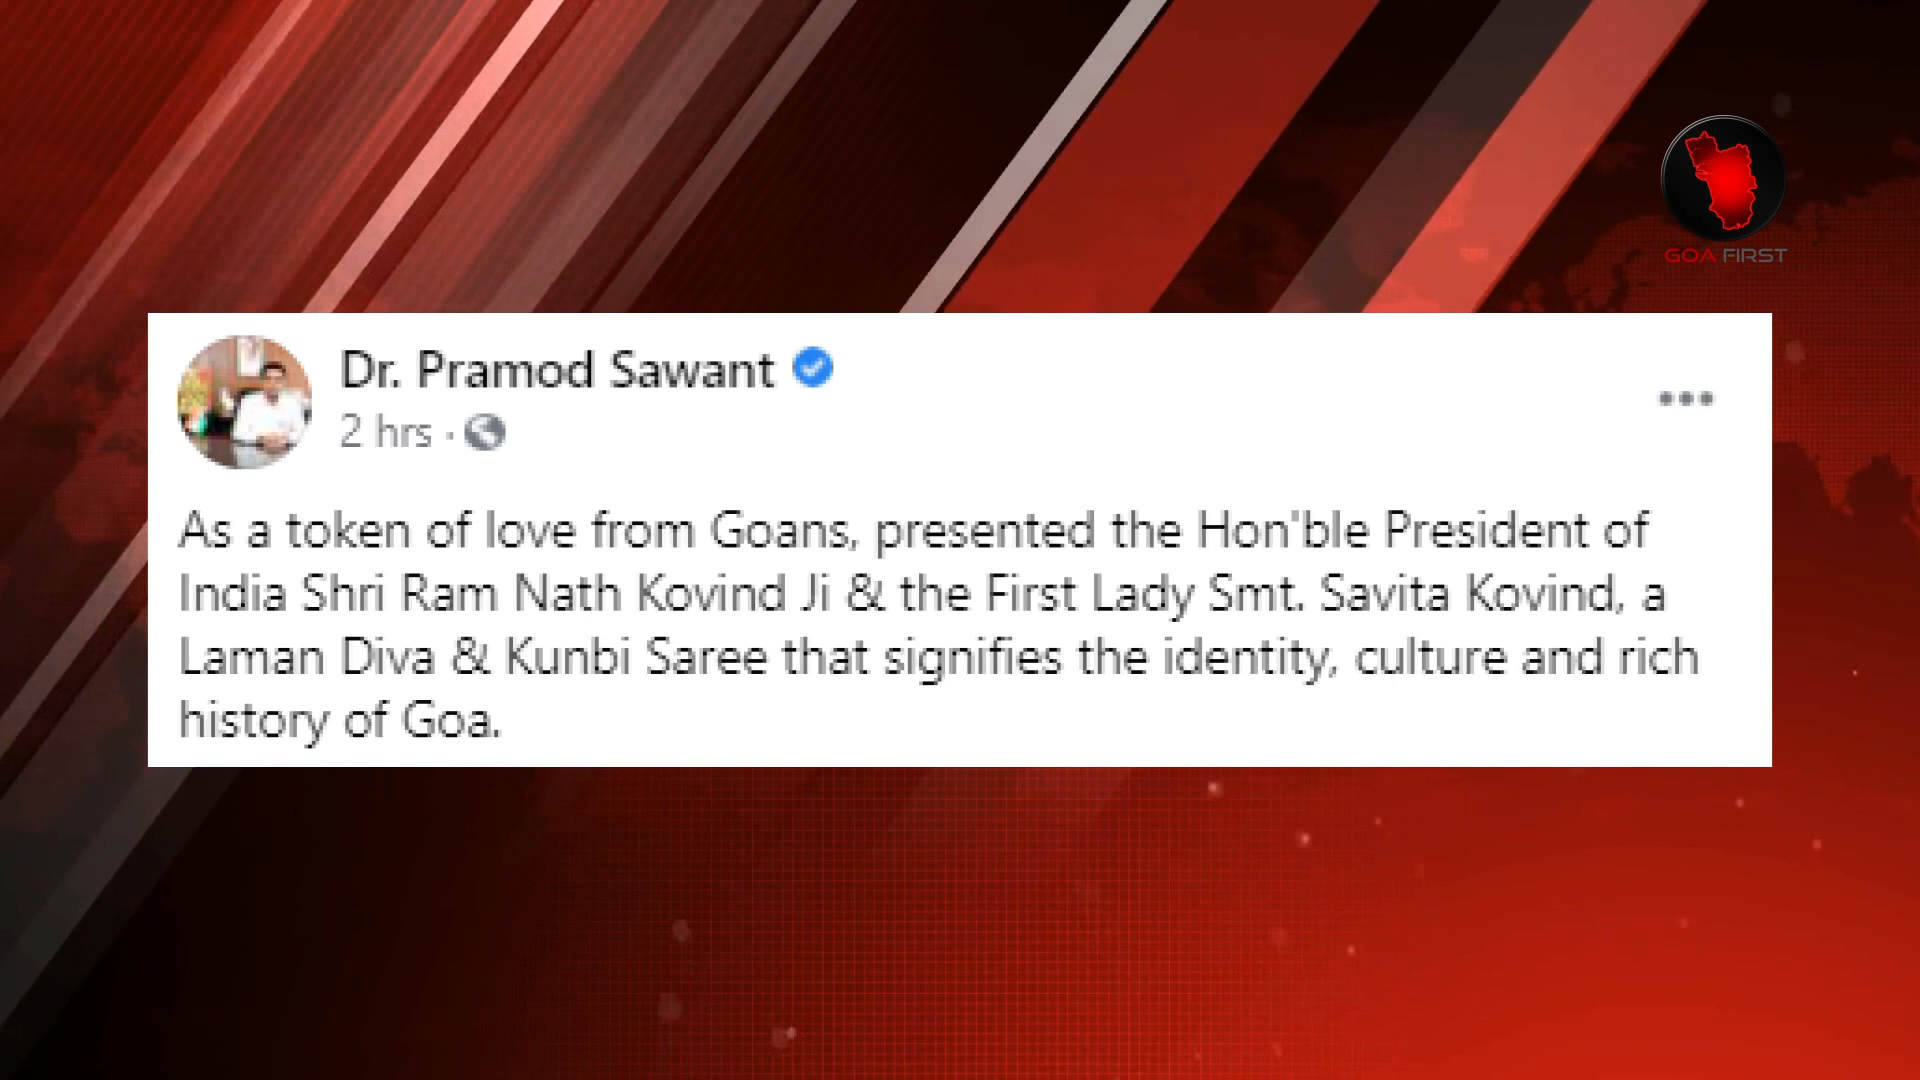 GOA FIRST
Dr. Pramod Sawant
2 hrs ·
As a token of love from Goans, presented the Hon'ble President of
India Shri Ram Nath Kovind Ji & the First Lady Smt. Savita Kovind, a
Laman Diva & Kunbi Saree that signifies the identity, culture and rich
history of Goa.